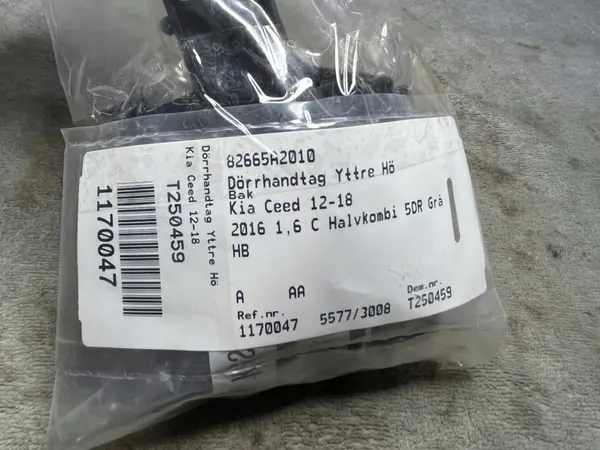 82665A2010
Dörrhandtag Yttre Hö
Bak
Kia Ceed 12-18
2016 1,6 C Halvkombi 5DR Grå
HB
A AA
Ref.nr. Dem.nr.
1170047 5577/3008 T250459
Dörrhandtag Yttre Hö
Kia Ceed 12-18
T250459
1170047